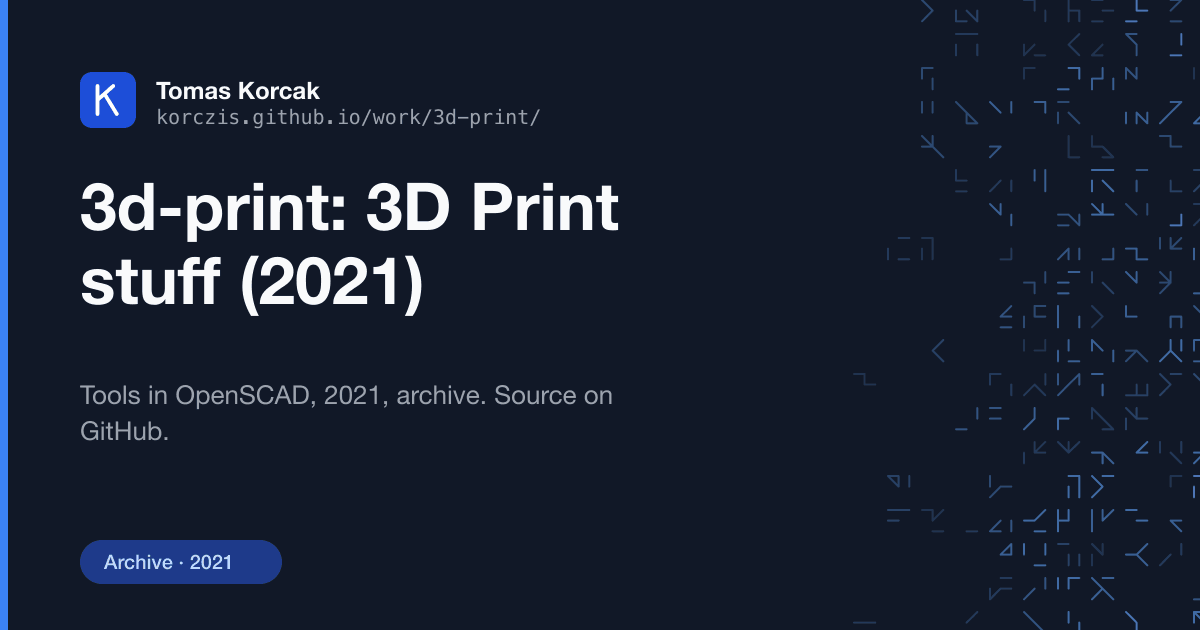 K
Tomas Korcak
korczis.github.io/work/3d-print/
3d-print: 3D Print
stuff (2021)
Tools in OpenSCAD, 2021, archive. Source on
GitHub.
Archive · 2021